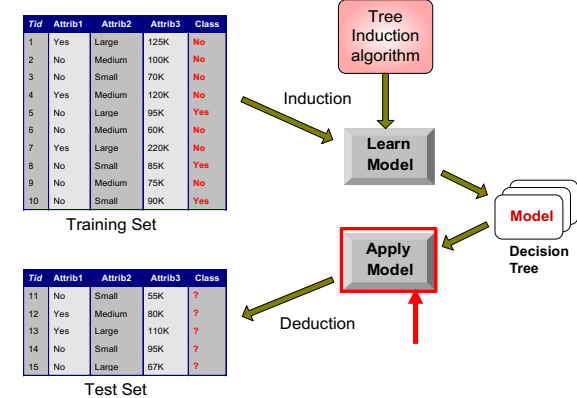 Tid Attrib1 Attrib2 Attrib3 Class
1 Yes Large 125K No
2 No Medium 100K No
3 No Small 70K No
4 Yes Medium 120K No
5 No Large 95K Yes
6 No Medium 60K No
7 Yes Large 220K No
8 No Small 85K Yes
9 No Medium 75K No
10 No Small 90K Yes
Training Set
Tree
Induction
algorithm
Induction
Learn
Model
Model
Decision
Tree
Apply
Model
Deduction
Tid Attrib1 Attrib2 Attrib3 Class
11 No Small 55K ?
12 Yes Medium 80K ?
13 Yes Large 110K ?
14 No Small 95K ?
15 No Large 67K ?
Test Set